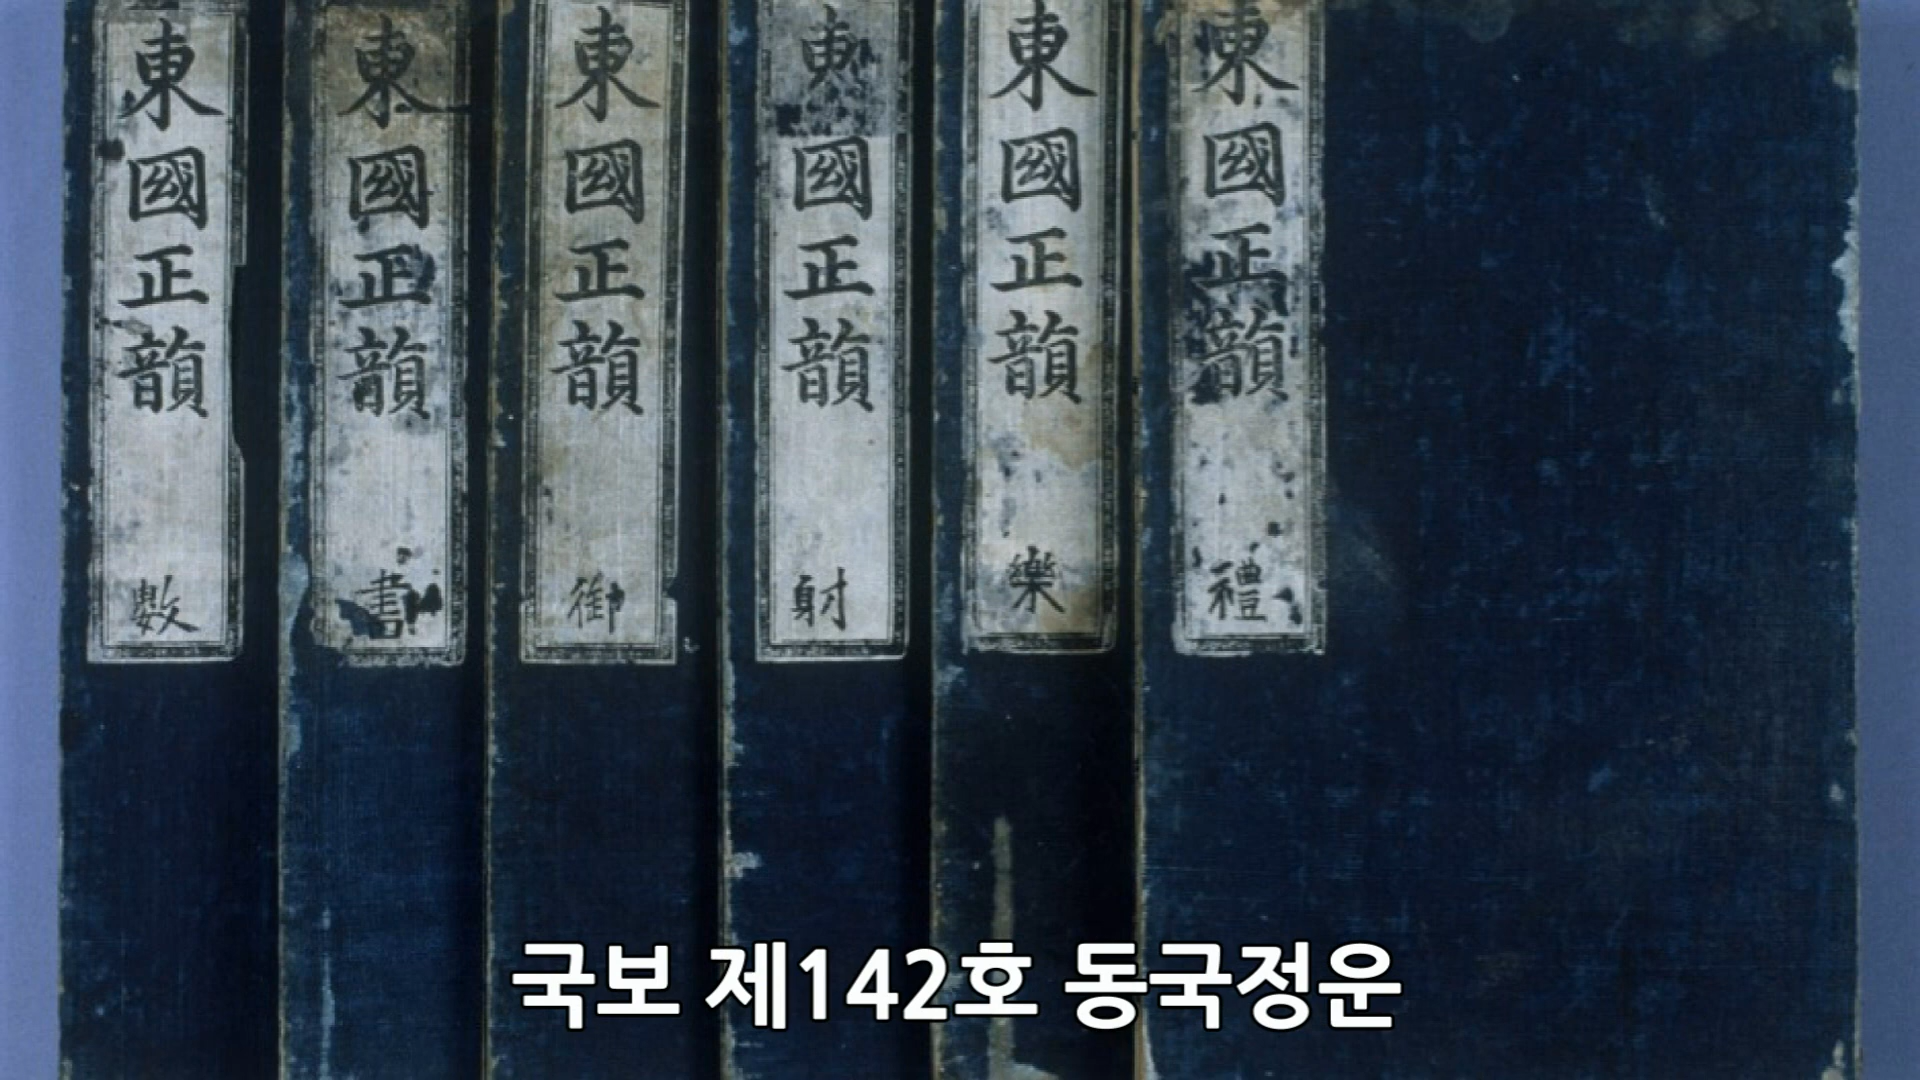 東國正韻 禮
東國正韻 樂
東國正韻 射
東國正韻 御
東國正韻 書
東國正韻 數
국보 제142호 동국정운